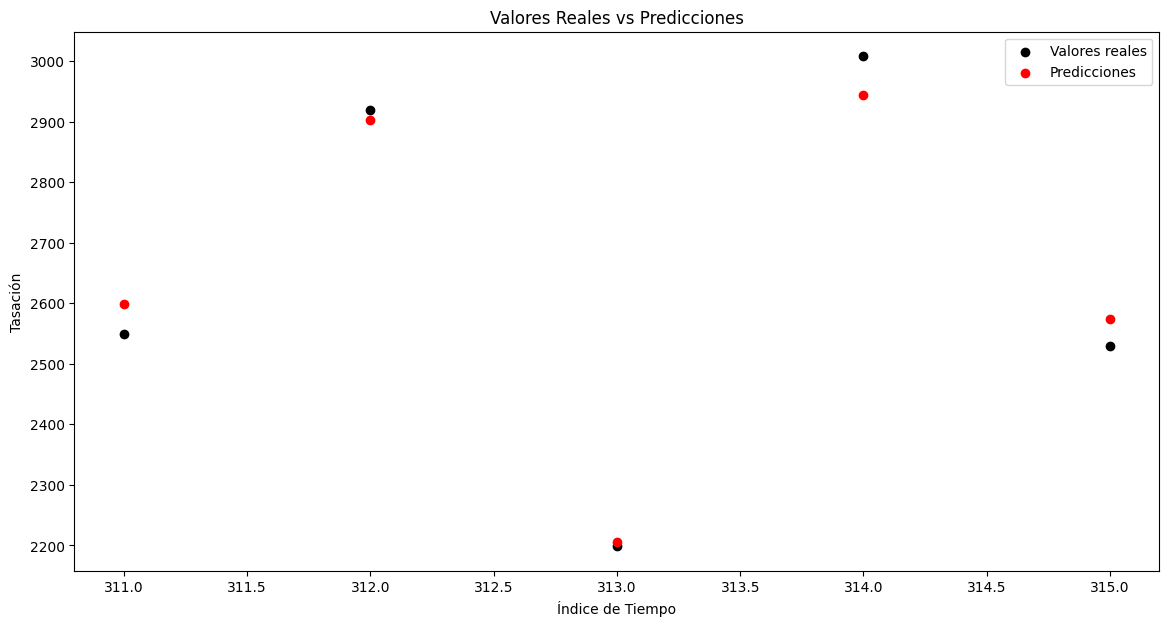 Valores Reales vs Predicciones
Valores reales
Predicciones
Tasación
3000
2900
2800
2700
2600
2500
2400
2300
2200
311.0 311.5 312.0 312.5 313.0 313.5 314.0 314.5 315.0
Índice de Tiempo